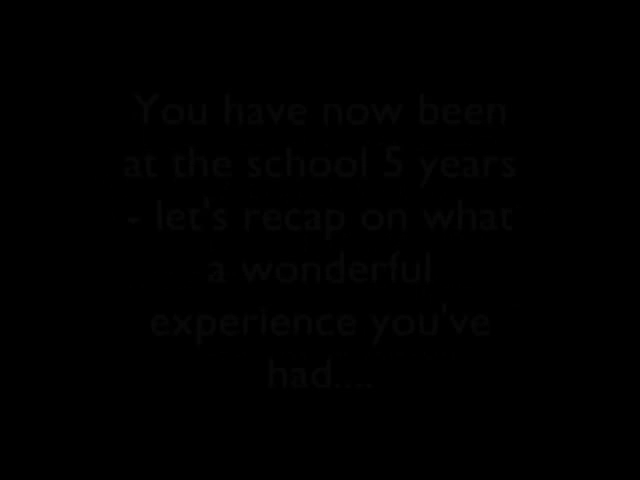 You have now been
at the school 5 years
- let's recap on what
a wonderful
experience you've
had....